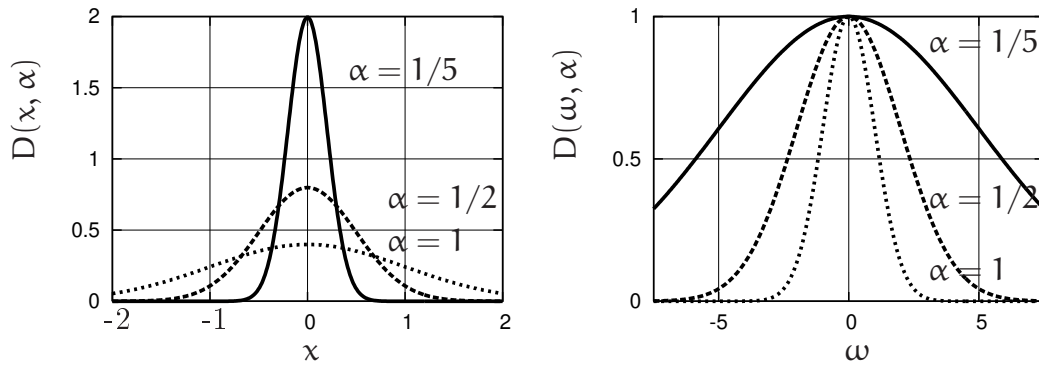 D(x, α)
2
1.5
1
0.5
0
-2
-1
0
1
2
x
α = 1/5
α = 1/2
α = 1
D(ω, α)
1
0.5
0
-5
0
5
ω
α = 1/5
α = 1/2
α = 1